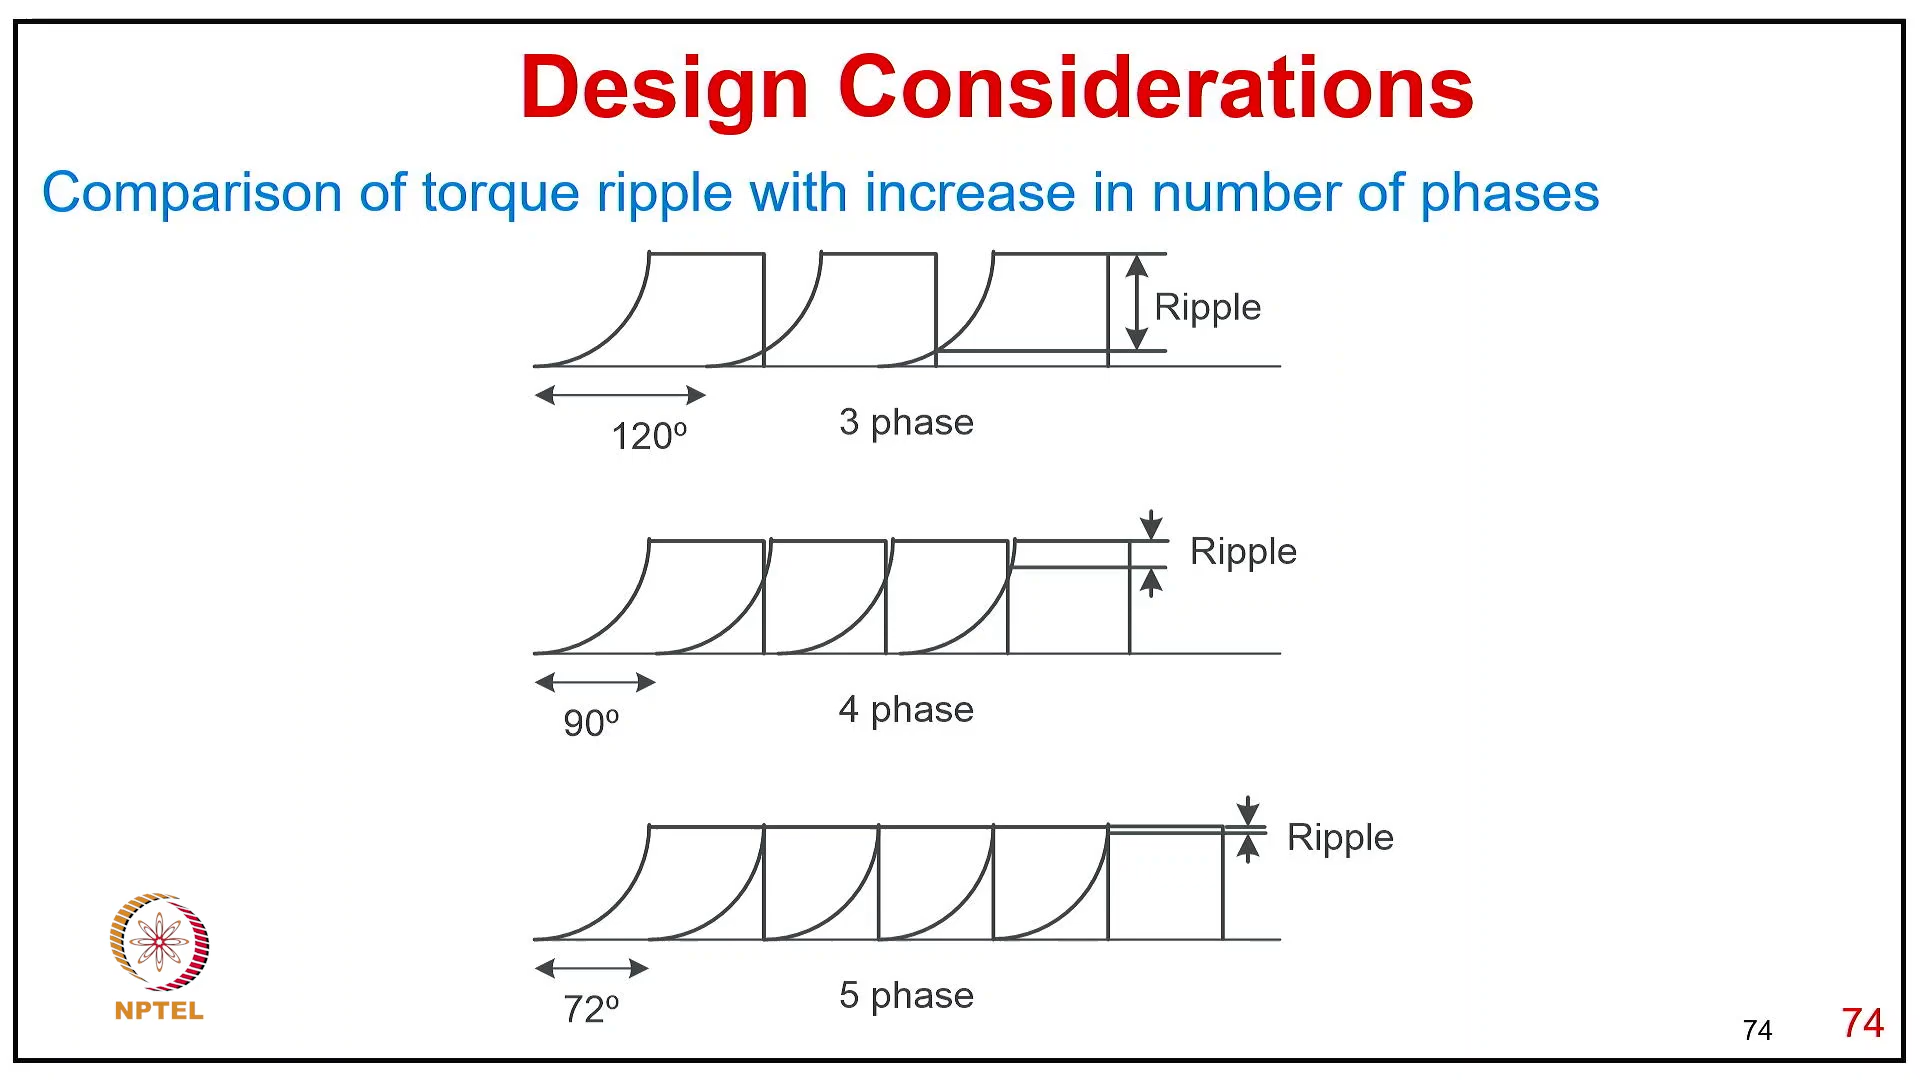 Design Considerations
Comparison of torque ripple with increase in number of phases
Ripple
120º
3 phase
Ripple
90º
4 phase
Ripple
72º
5 phase
NPTEL
74
74